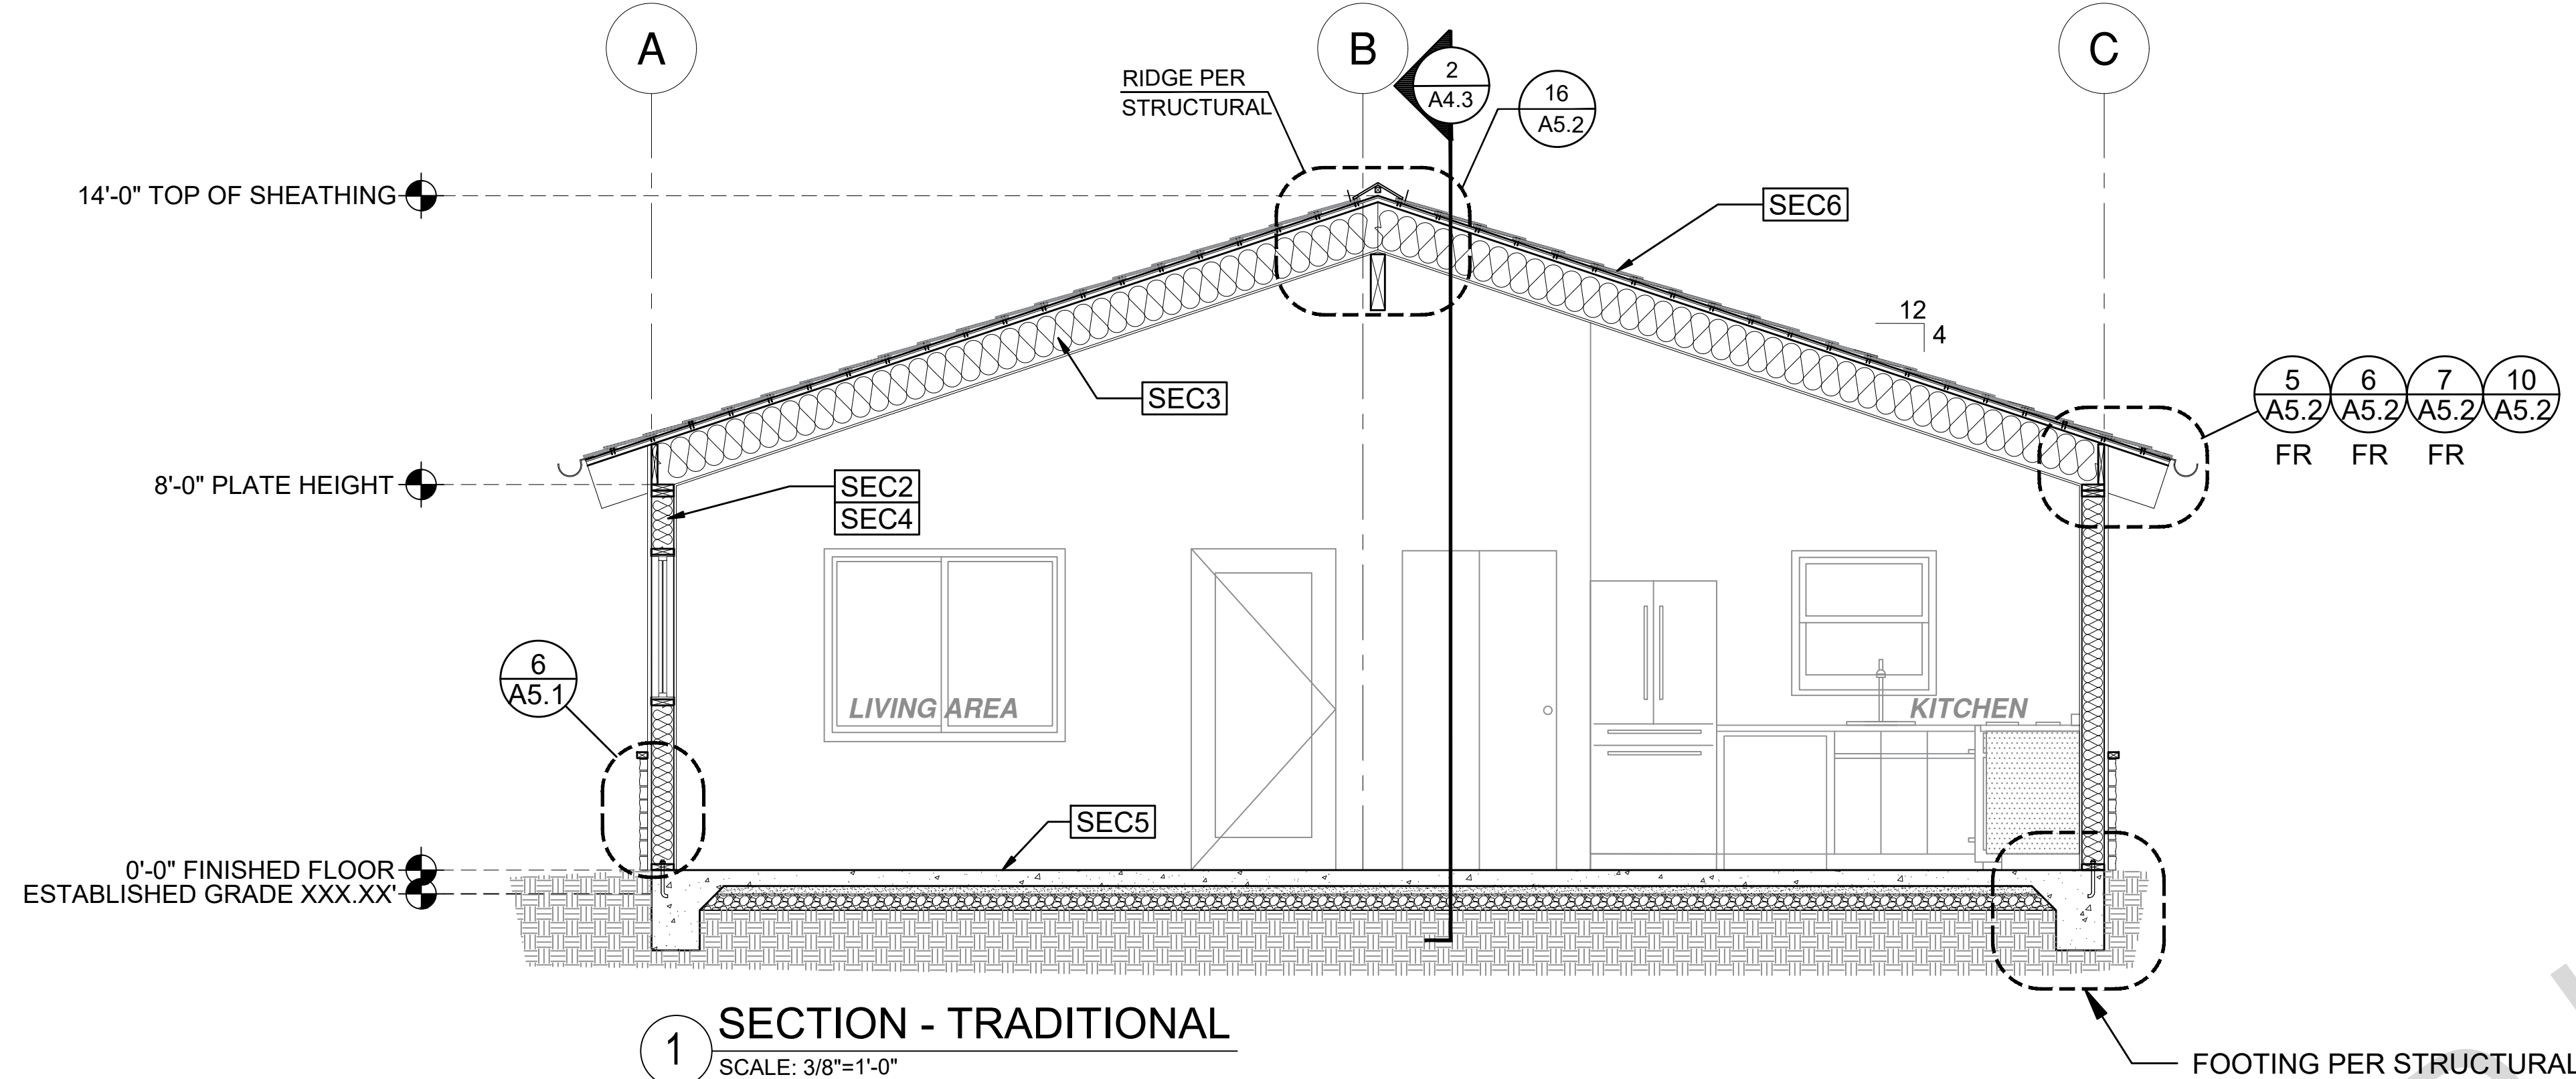 A
B
C
RIDGE PER
STRUCTURAL
2
A4.3
16
A5.2
14'-0" TOP OF SHEATHING
SEC6
12
4
SEC3
5
A5.2
FR
6
A5.2
FR
7
A5.2
FR
10
A5.2
8'-0" PLATE HEIGHT
SEC2
SEC4
6
A5.1
LIVING AREA
KITCHEN
SEC5
0'-0" FINISHED FLOOR
ESTABLISHED GRADE XXX.XX'
1
SECTION - TRADITIONAL
SCALE: 3/8"=1'-0"
FOOTING PER STRUCTURAL